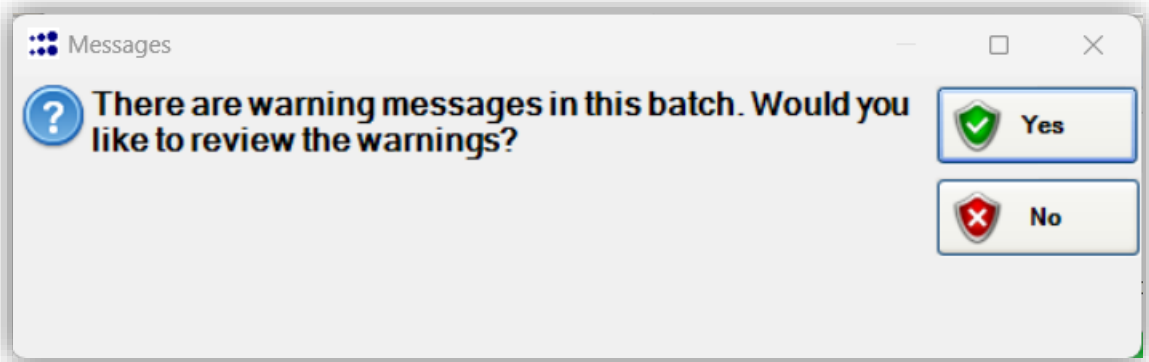 Messages
There are warning messages in this batch. Would you
like to review the warnings?
Yes
No